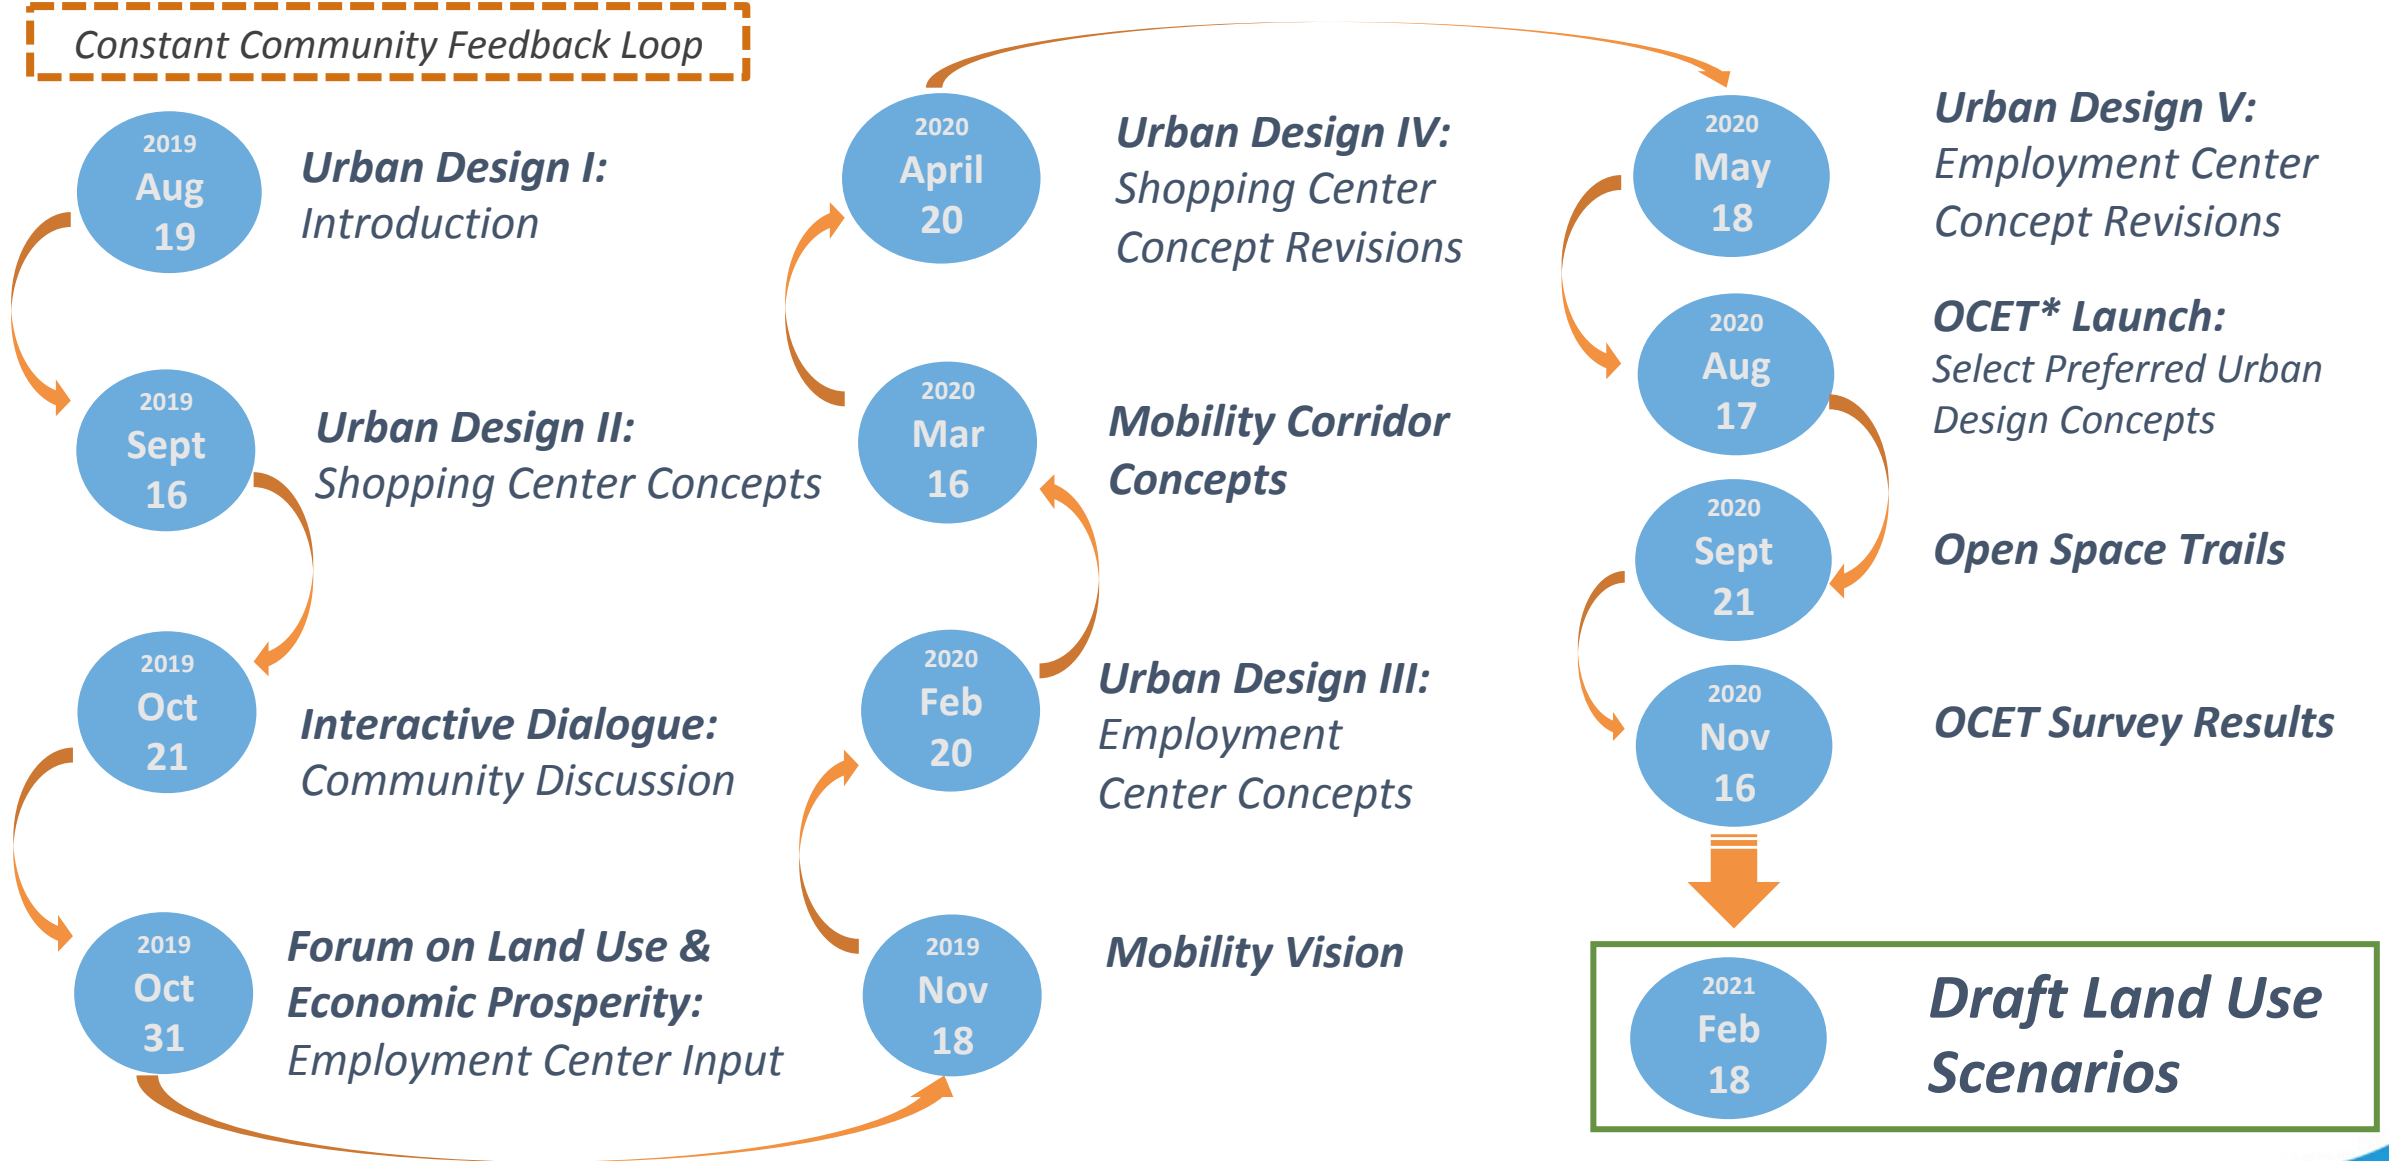 Constant Community Feedback Loop
2019
Aug
19
Urban Design I:
Introduction
2019
Sept
16
Urban Design II:
Shopping Center Concepts
2019
Oct
21
Interactive Dialogue:
Community Discussion
2019
Oct
31
Forum on Land Use &
Economic Prosperity:
Employment Center Input
2019
Nov
18
Mobility Vision
2020
Feb
20
Urban Design III:
Employment
Center Concepts
2020
Mar
16
Mobility Corridor
Concepts
2020
April
20
Urban Design IV:
Shopping Center
Concept Revisions
2020
May
18
Urban Design V:
Employment Center
Concept Revisions
2020
Aug
17
OCET* Launch:
Select Preferred Urban
Design Concepts
2020
Sept
21
Open Space Trails
2020
Nov
16
OCET Survey Results
2021
Feb
18
Draft Land Use
Scenarios